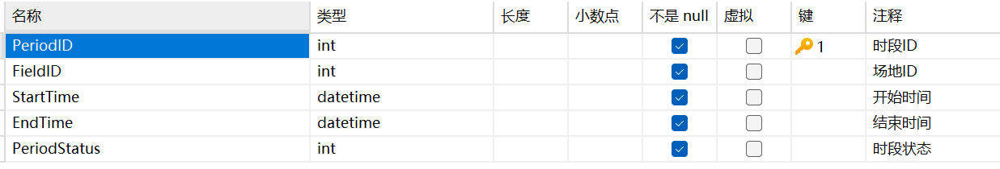 名称 类型 长度 小数点 不是 null 虚拟 键 注释
PeriodID int 1 时段ID
FieldID int 场地ID
StartTime datetime 开始时间
EndTime datetime 结束时间
PeriodStatus int 时段状态